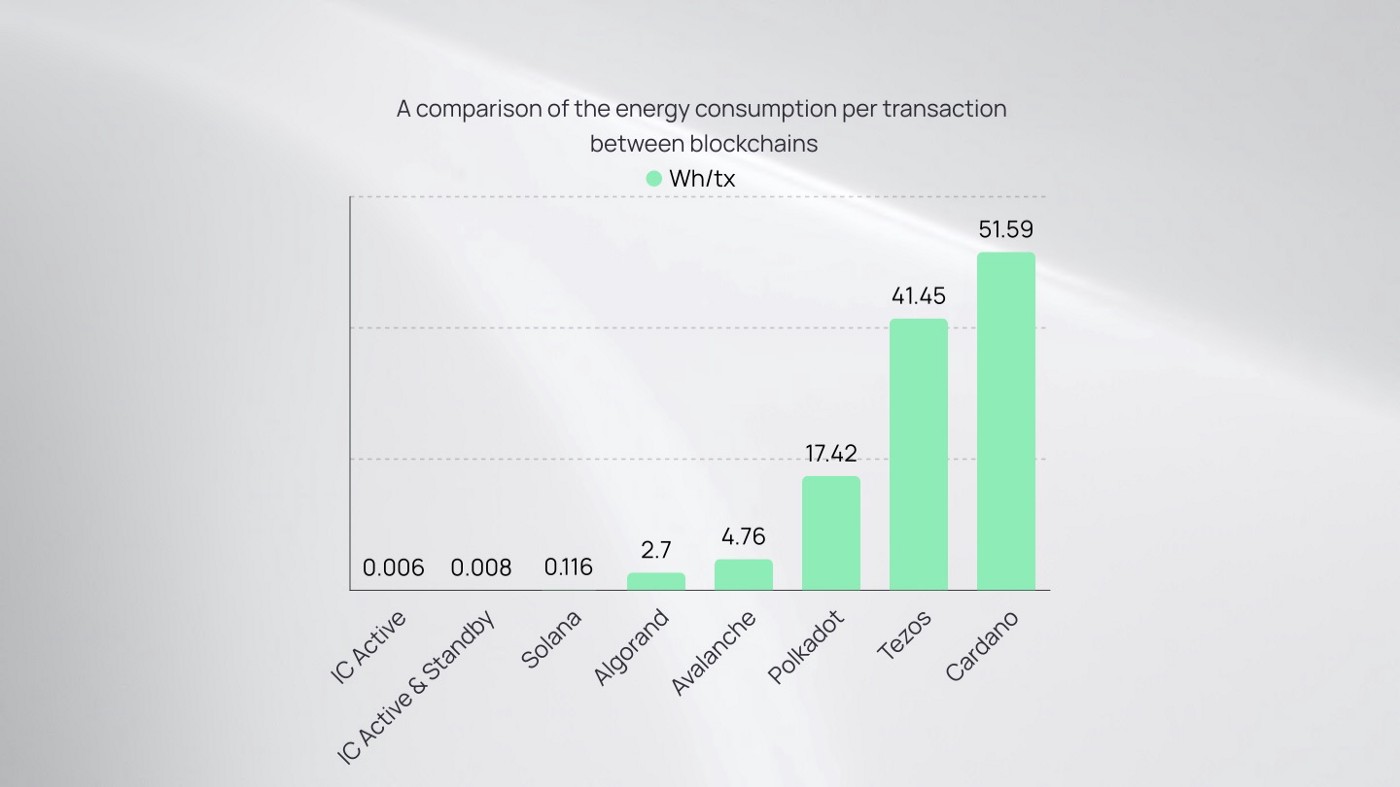 A comparison of the energy consumption per transaction
between blockchains
Wh/tx
51.59
41.45
17.42
4.76
2.7
0.116
0.008
0.006
IC Active
IC Active & Standby
Solana
Algorand
Avalanche
Polkadot
Tezos
Cardano